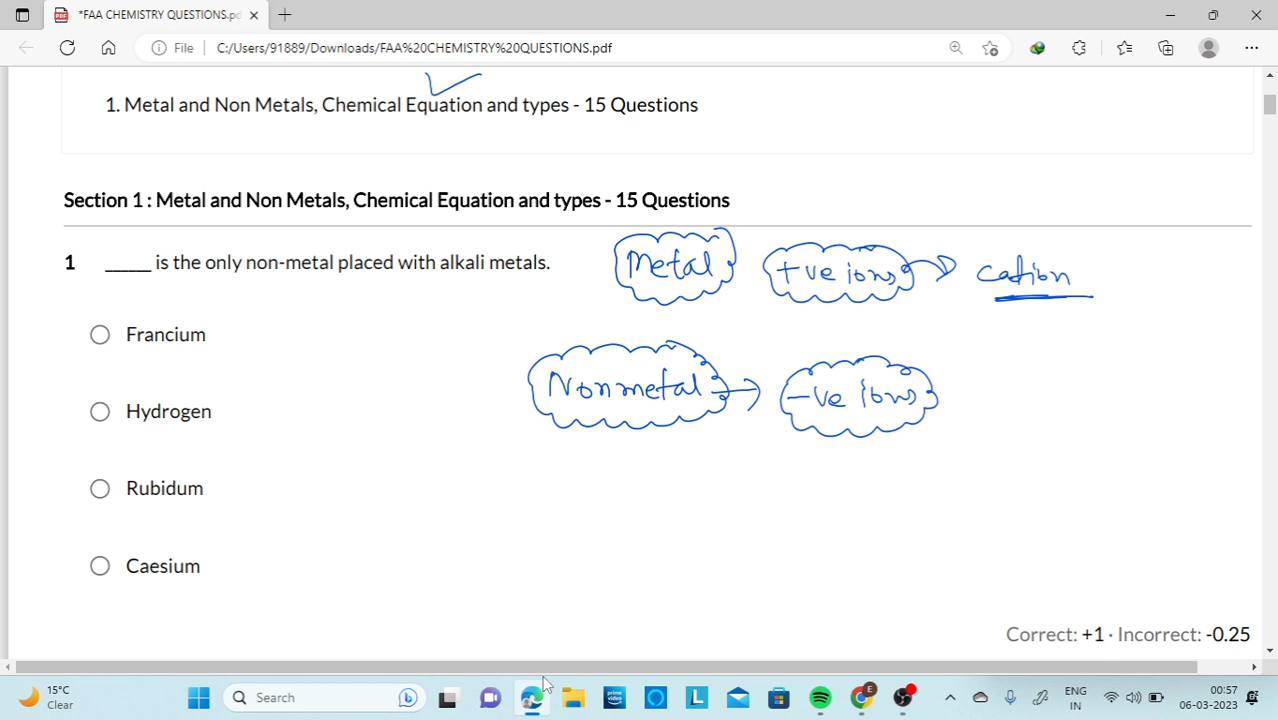 *FAA CHEMISTRY QUESTIONS.pd
File C:/Users/91889/Downloads/FAA%20CHEMISTRY%20QUESTIONS.pdf
1. Metal and Non Metals, Chemical Equation and types - 15 Questions
Section 1 : Metal and Non Metals, Chemical Equation and types - 15 Questions
1 ______ is the only non-metal placed with alkali metals.
Metal +ve ions cation
Francium
Nonmetal -ve ions
Hydrogen
Rubidum
Caesium
Correct: +1 · Incorrect: -0.25
15°C
Clear
Search
prime video
L
E
ENG
IN
00:57
06-03-2023